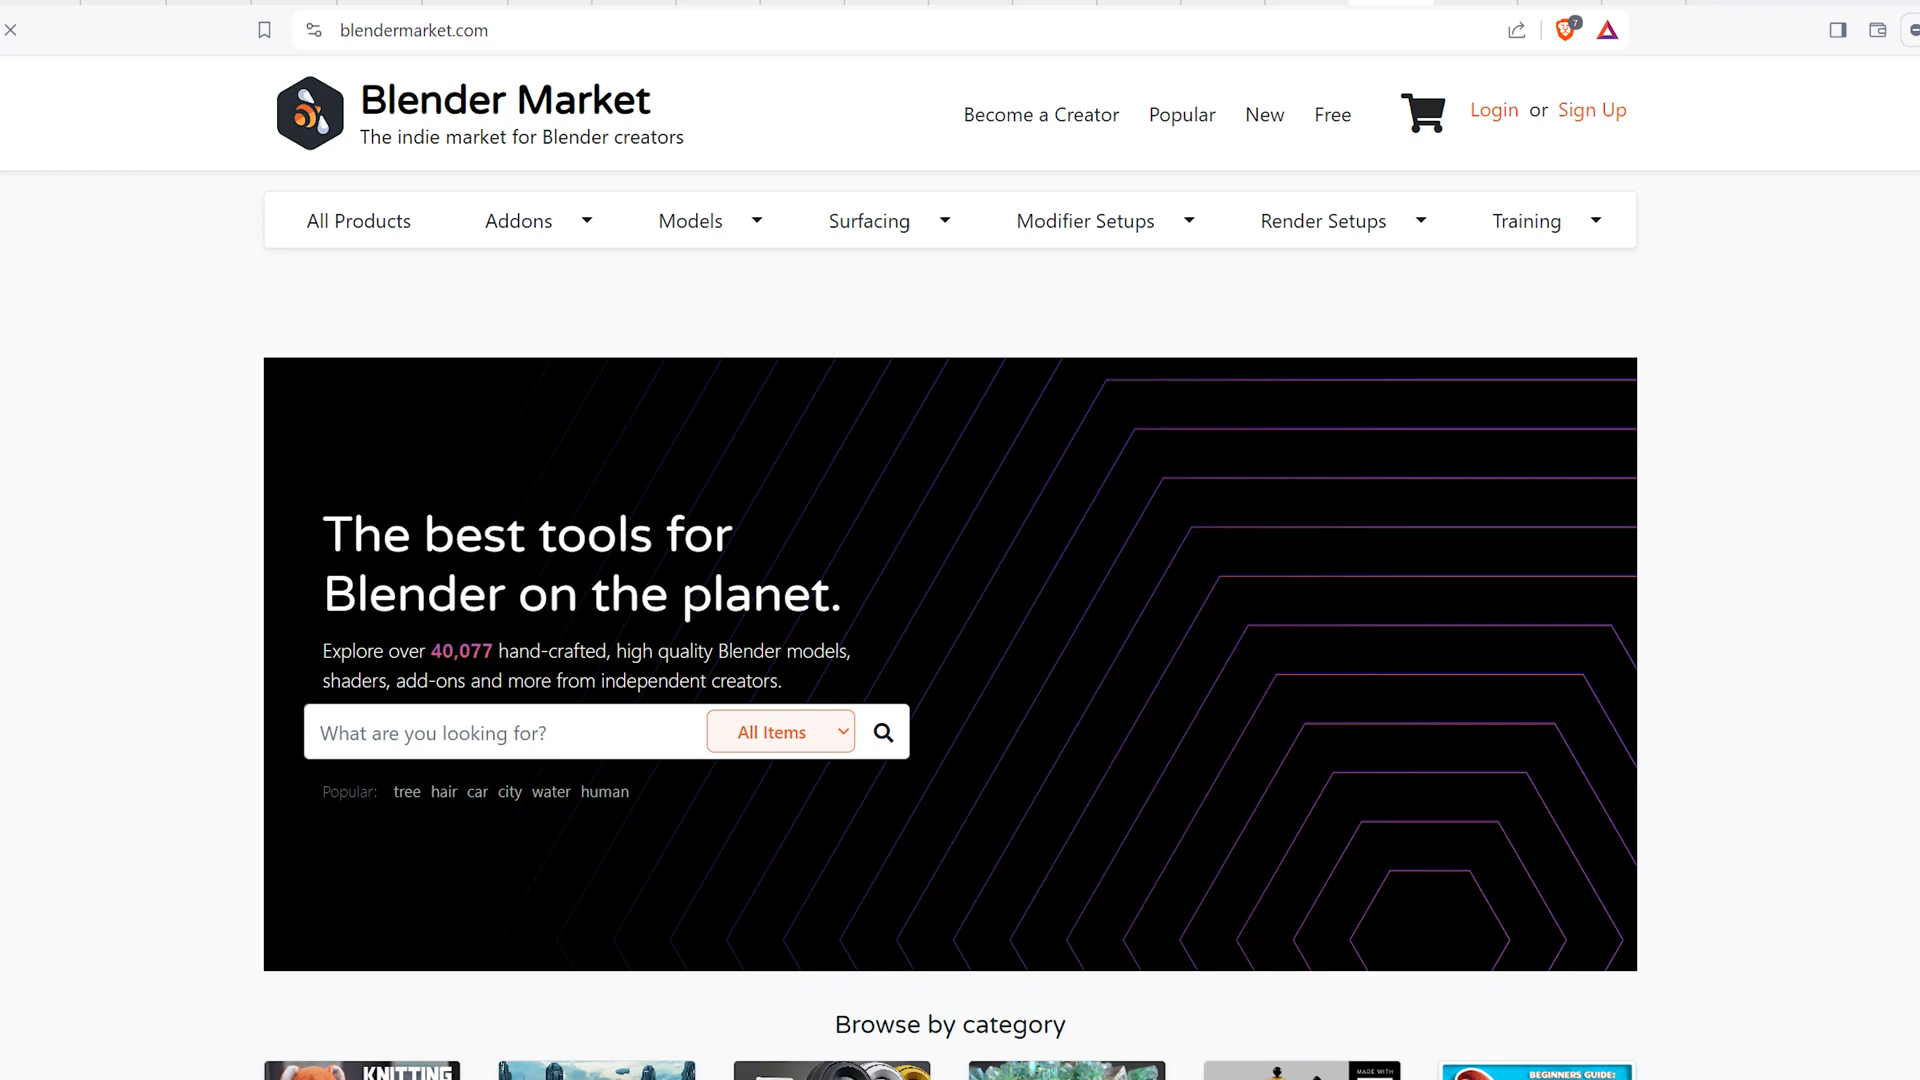 blendermarket.com
7
Blender Market
The indie market for Blender creators
Become a Creator Popular New Free Login or Sign Up
All Products Addons Models Surfacing Modifier Setups Render Setups Training
The best tools for
Blender on the planet.
Explore over 40,077 hand-crafted, high quality Blender models,
shaders, add-ons and more from independent creators.
What are you looking for? All Items
Popular: tree hair car city water human
Browse by category
KNITTING
MADE WITH
BEGINNERS GUIDE: